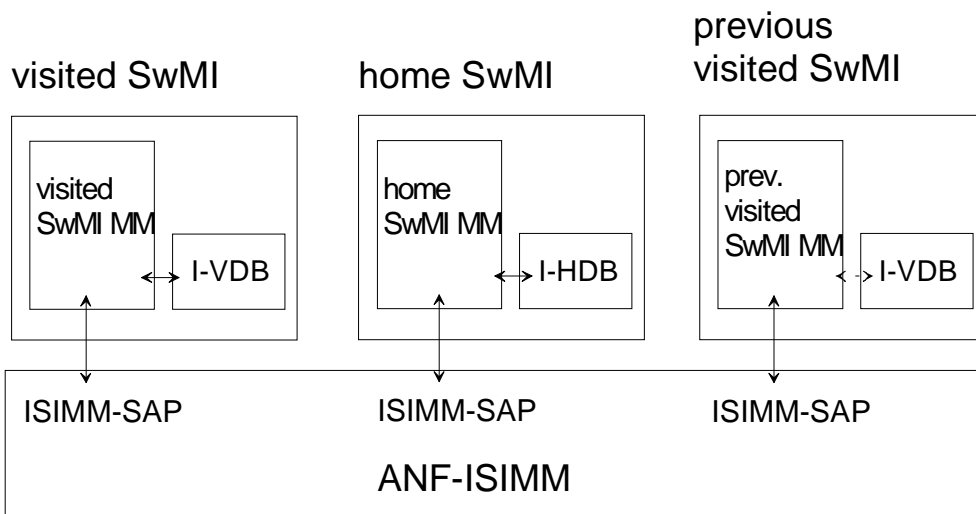 visited SwMI
home SwMI
previous
visited SwMI
visited
SwMI MM
I-VDB
home
SwMI MM
I-HDB
prev.
visited
SwMI MM
I-VDB
ISIMM-SAP
ISIMM-SAP
ISIMM-SAP
ANF-ISIMM